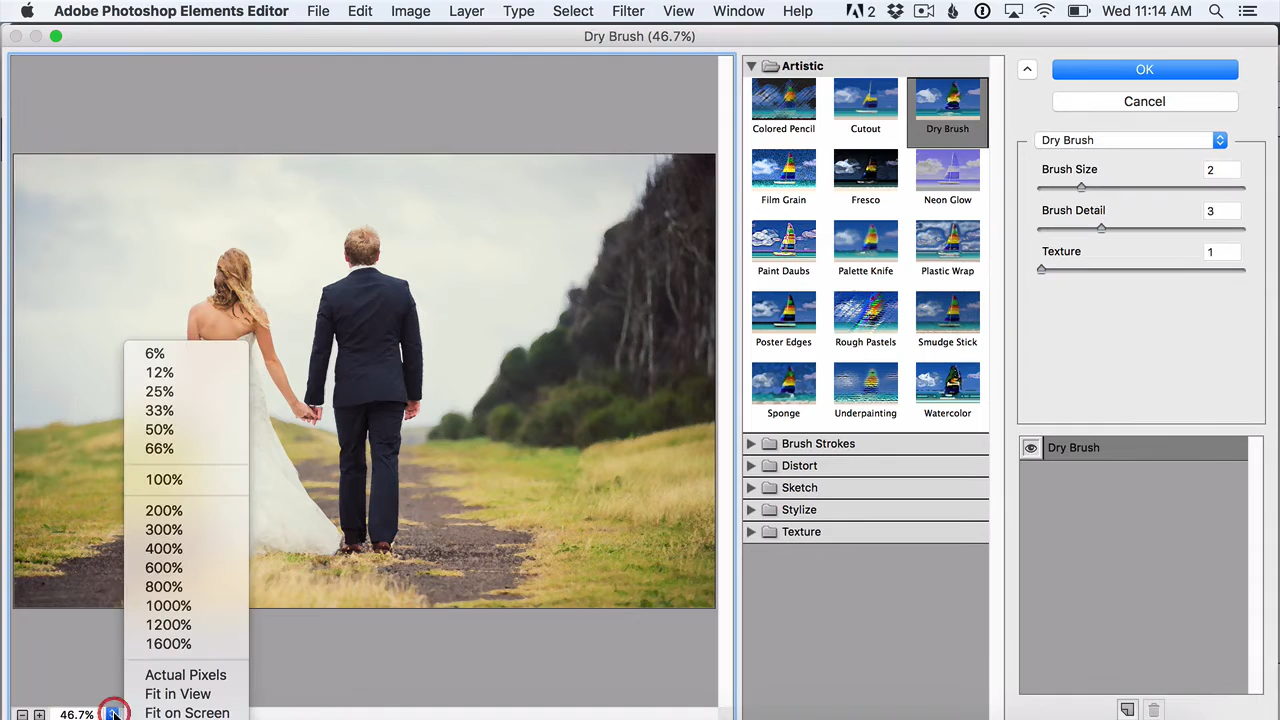 Adobe Photoshop Elements Editor File Edit Image Layer Type Select Filter View Window Help 2 Wed 11:14 AM
Dry Brush (46.7%)
Artistic
Colored Pencil Cutout Dry Brush
Film Grain Fresco Neon Glow
Paint Daubs Palette Knife Plastic Wrap
Poster Edges Rough Pastels Smudge Stick
Sponge Underpainting Watercolor
Brush Strokes
Distort
Sketch
Stylize
Texture
OK
Cancel
Dry Brush
Brush Size 2
Brush Detail 3
Texture 1
Dry Brush
6%
12%
25%
33%
50%
66%
100%
200%
300%
400%
600%
800%
1000%
1200%
1600%
Actual Pixels
Fit in View
Fit on Screen
46.7%